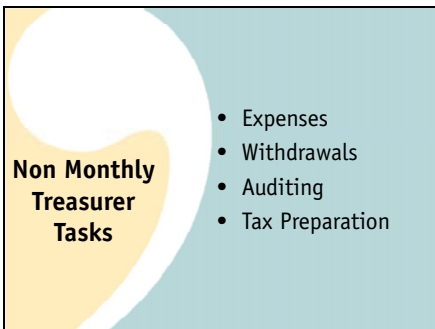 Non Monthly
Treasurer
Tasks
• Expenses
• Withdrawals
• Auditing
• Tax Preparation